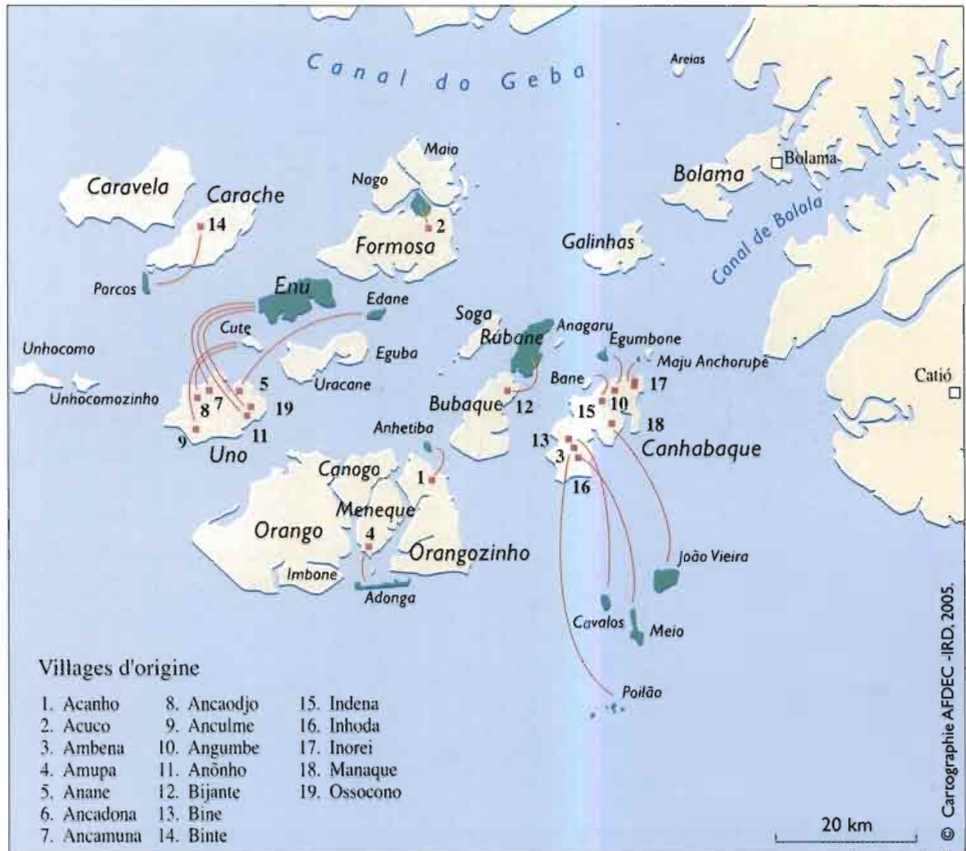 Canal do Geba
Areias
Maio
Nogo
Bolama
Bolama
Caravela
Carache
14
2
Formosa
Galinhas
Canal de Bolola
Porcos
Enu
Edane
Cute
Soga
Rúbane
Anagaru
Egumbone
Maju Anchorupé
Unhocomo
Unhocomozinho
Eguba
Uracane
Bane
17
Catió
5
8
7
19
Bubaque
12
15
10
9
11
18
Uno
Anhetiba
13
Canhabaque
3
Canogo
1
16
Meneque
Orango
4
Orangozinho
João Vieira
Imbone
Adonga
Cavalos
Meio
Poilão
Villages d'origine
1. Acanho
2. Acuco
3. Ambena
4. Amupa
5. Anane
6. Ancadona
7. Ancamuna
8. Ancaodjo
9. Anculme
10. Angumbe
11. Anõnho
12. Bijante
13. Bine
14. Binte
15. Indena
16. Inhoda
17. Inorei
18. Manaque
19. Ossocono
20 km
© Cartographie AFDEC -IRD, 2005.